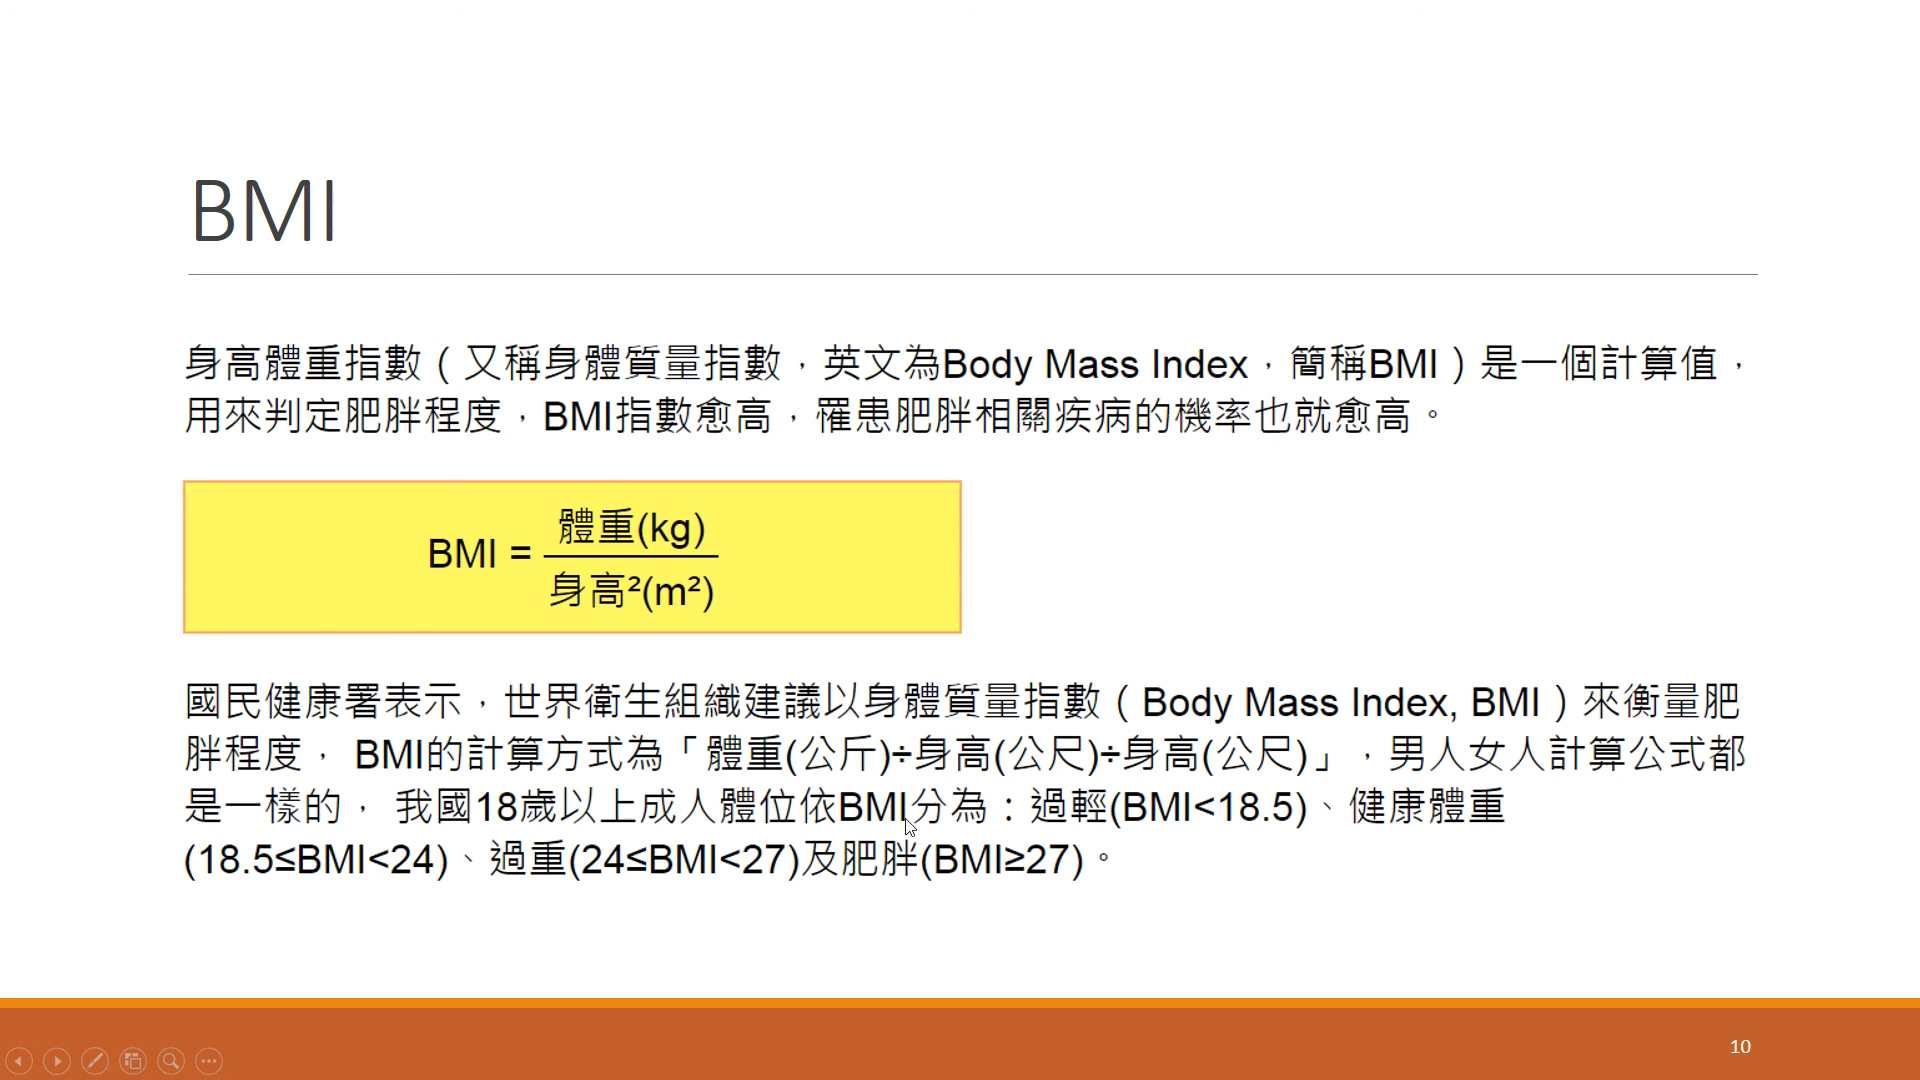 BMI
身高體重指數（又稱身體質量指數，英文為Body Mass Index，簡稱BMI）是一個計算值，
用來判定肥胖程度，BMI指數愈高，罹患肥胖相關疾病的機率也就愈高。
BMI = 體重(kg)
身高²(m²)
國民健康署表示，世界衛生組織建議以身體質量指數（Body Mass Index, BMI）來衡量肥
胖程度， BMI的計算方式為「體重(公斤)÷身高(公尺)÷身高(公尺)」，男人女人計算公式都
是一樣的， 我國18歲以上成人體位依BMI分為：過輕(BMI<18.5)、健康體重
(18.5≤BMI<24)、過重(24≤BMI<27)及肥胖(BMI≥27)。
10